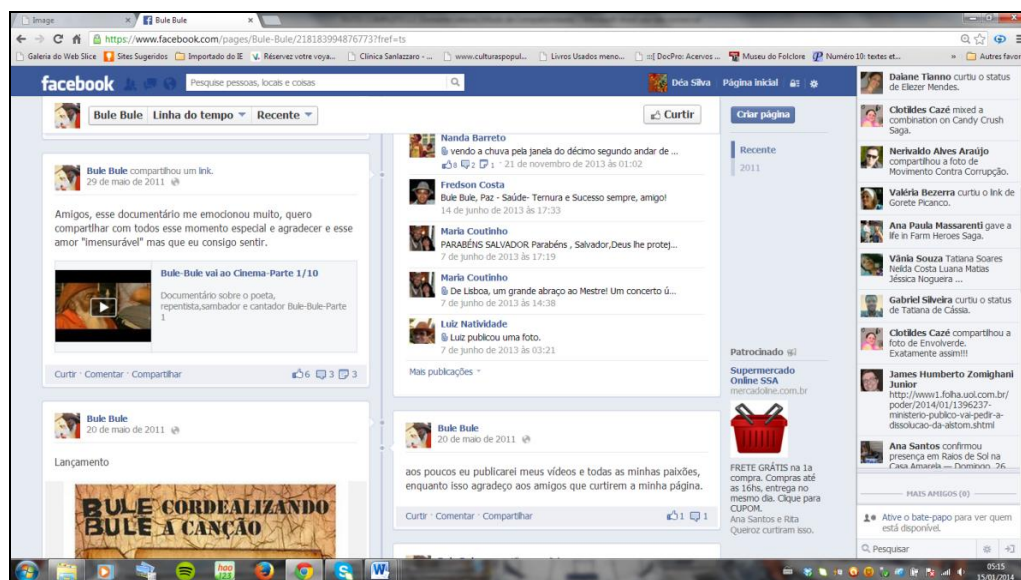 Image
Bule Bule
https://www.facebook.com/pages/Bule-Bule/218183994876773?fref=ts
Galeria do Web Slice
Sites Sugeridos
Importado do IE
Réservez votre voya...
Clínica Sanlazzaro - ...
www.culturaspopul...
Livros Usados meno...
:::[ DocPro: Acervos ...
Museu do Folclore
Numéro 10: textes et...
»
Autres favor
facebook
Pesquise pessoas, locais e coisas
Déa Silva
Página inicial
Bule Bule
Linha do tempo
Recente
Curtir
Criar página
Recente
2011
Bule Bule compartilhou um link.
29 de maio de 2011
Amigos, esse documentário me emocionou muito, quero
compartlhar com todos esse momento especial e agradecer e esse
amor "imensurável" mas que eu consigo sentir.
Bule-Bule vai ao Cinema-Parte 1/10
Documentário sobre o poeta,
repentista,sambador e cantador Bule-Bule-Parte
1
Curtir · Comentar · Compartilhar
6 3 3
Bule Bule
20 de maio de 2011
Lançamento
BULE BULE
CORDEALIZANDO
A CANÇÃO
Nanda Barreto
vendo a chuva pela janela do décimo segundo andar de ...
8 2 1 · 21 de novembro de 2013 às 01:02
Fredson Costa
Bule Bule, Paz - Saúde- Ternura e Sucesso sempre, amigo!
14 de junho de 2013 às 17:33
Maria Coutinho
PARABÉNS SALVADOR Parabéns , Salvador,Deus lhe protej...
7 de junho de 2013 às 17:19
Maria Coutinho
De Lisboa, um grande abraço ao Mestre! Um concerto ú...
7 de junho de 2013 às 14:38
Luiz Natividade
Luiz publicou uma foto.
7 de junho de 2013 às 03:21
Mais publicações
Bule Bule
20 de maio de 2011
aos poucos eu publicarei meus vídeos e todas as minhas paixões,
enquanto isso agradeço aos amigos que curtirem a minha página.
Curtir · Comentar · Compartilhar
1 1
Patrocinado
Supermercado
Online SSA
mercadoline.com.br
FRETE GRÁTIS na 1a
compra. Compras até
as 16hs, entrega no
mesmo dia. Clique para
CUPOM.
Ana Santos e Rita
Queiroz curtiram isso.
Daiane Tianno curtiu o status
de Elezer Mendes.
Clotildes Cazé mixed a
combination on Candy Crush
Saga.
Nerivaldo Alves Araújo
compartilhou a foto de
Movimento Contra Corrupção.
Valéria Bezerra curtiu o link de
Gorete Picanco.
Ana Paula Massarenti gave a
life in Farm Heroes Saga.
Vânia Souza Tatiana Soares
Neilda Costa Luana Matias
Jéssica Nogueira ...
Gabriel Silveira curtiu o status
de Tatiana de Cássia.
Clotildes Cazé compartilhou a
foto de Envolverde.
Exatamente assim!!!
James Humberto Zomighani
Junior
http://www1.folha.uol.com.br/
poder/2014/01/1396237-
ministerio-publico-vai-pedir-a-
dissolucao-da-alstom.shtml
Ana Santos confirmou
presença em Raios de Sol na
Casa Amarela — Domingo, 26
MAIS AMIGOS (0)
Ative o bate-papo para ver quem
está disponível.
Pesquisar
hoo
123
05:15
15/01/2014